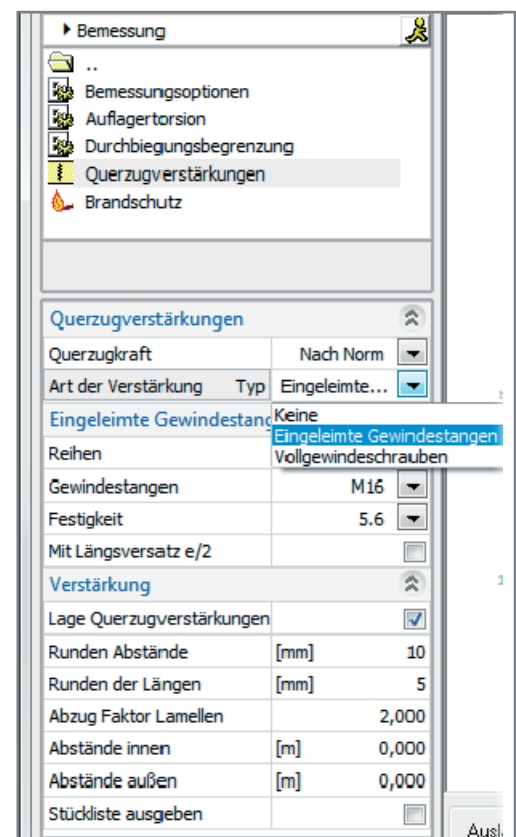 Bemessung
..
Bemessungsoptionen
Auflagertorsion
Durchbiegungsbegrenzung
Querzugverstärkungen
Brandschutz
Querzugverstärkungen
Querzugkraft Nach Norm
Art der Verstärkung Typ Eingeleimte...
Keine
Eingeleimte Gewindestangen
Vollgewindeschrauben
Eingeleimte Gewindestang
Reihen
Gewindestangen M16
Festigkeit 5.6
Mit Längsversatz e/2
Verstärkung
Lage Querzugverstärkungen
Runden Abstände [mm] 10
Runden der Längen [mm] 5
Abzug Faktor Lamellen 2,000
Abstände innen [m] 0,000
Abstände außen [m] 0,000
Stückliste ausgeben